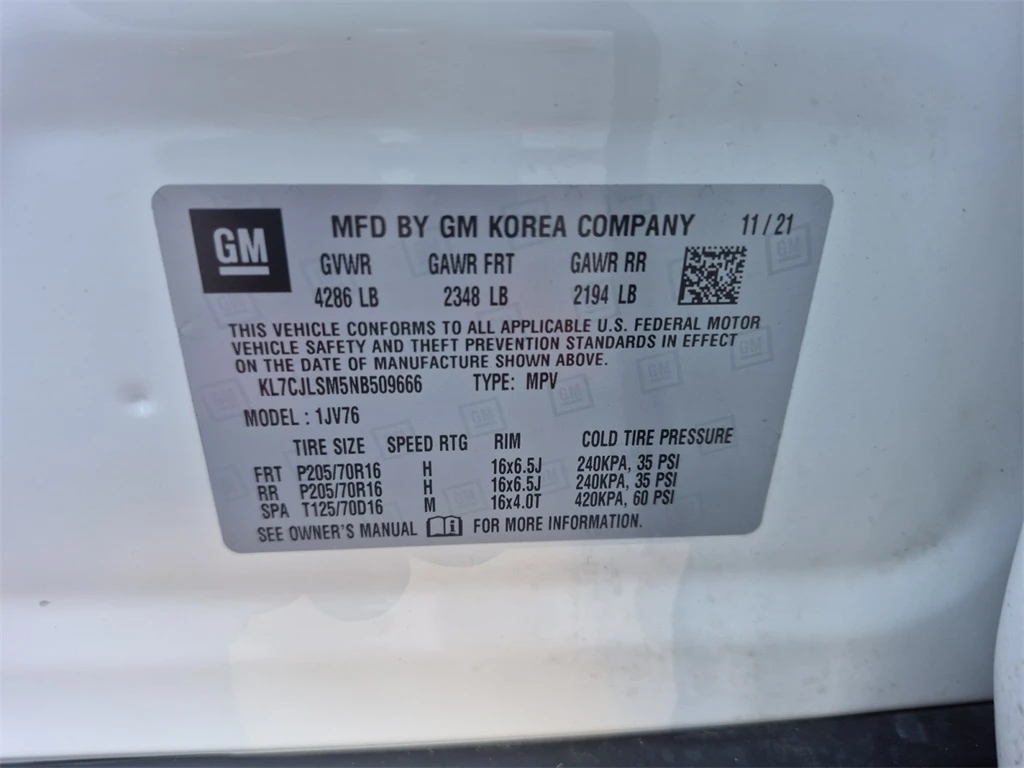 GM
MFD BY GM KOREA COMPANY 11/21
GVWR GAWR FRT GAWR RR
4286 LB 2348 LB 2194 LB
THIS VEHICLE CONFORMS TO ALL APPLICABLE U.S. FEDERAL MOTOR
VEHICLE SAFETY AND THEFT PREVENTION STANDARDS IN EFFECT
ON THE DATE OF MANUFACTURE SHOWN ABOVE.
KL7CJLSM5NB509666 TYPE: MPV
MODEL : 1JV76
TIRE SIZE SPEED RTG RIM COLD TIRE PRESSURE
FRT P205/70R16 H 16x6.5J 240KPA, 35 PSI
RR P205/70R16 H 16x6.5J 240KPA, 35 PSI
SPA T125/70D16 M 16x4.0T 420KPA, 60 PSI
SEE OWNER'S MANUAL FOR MORE INFORMATION.